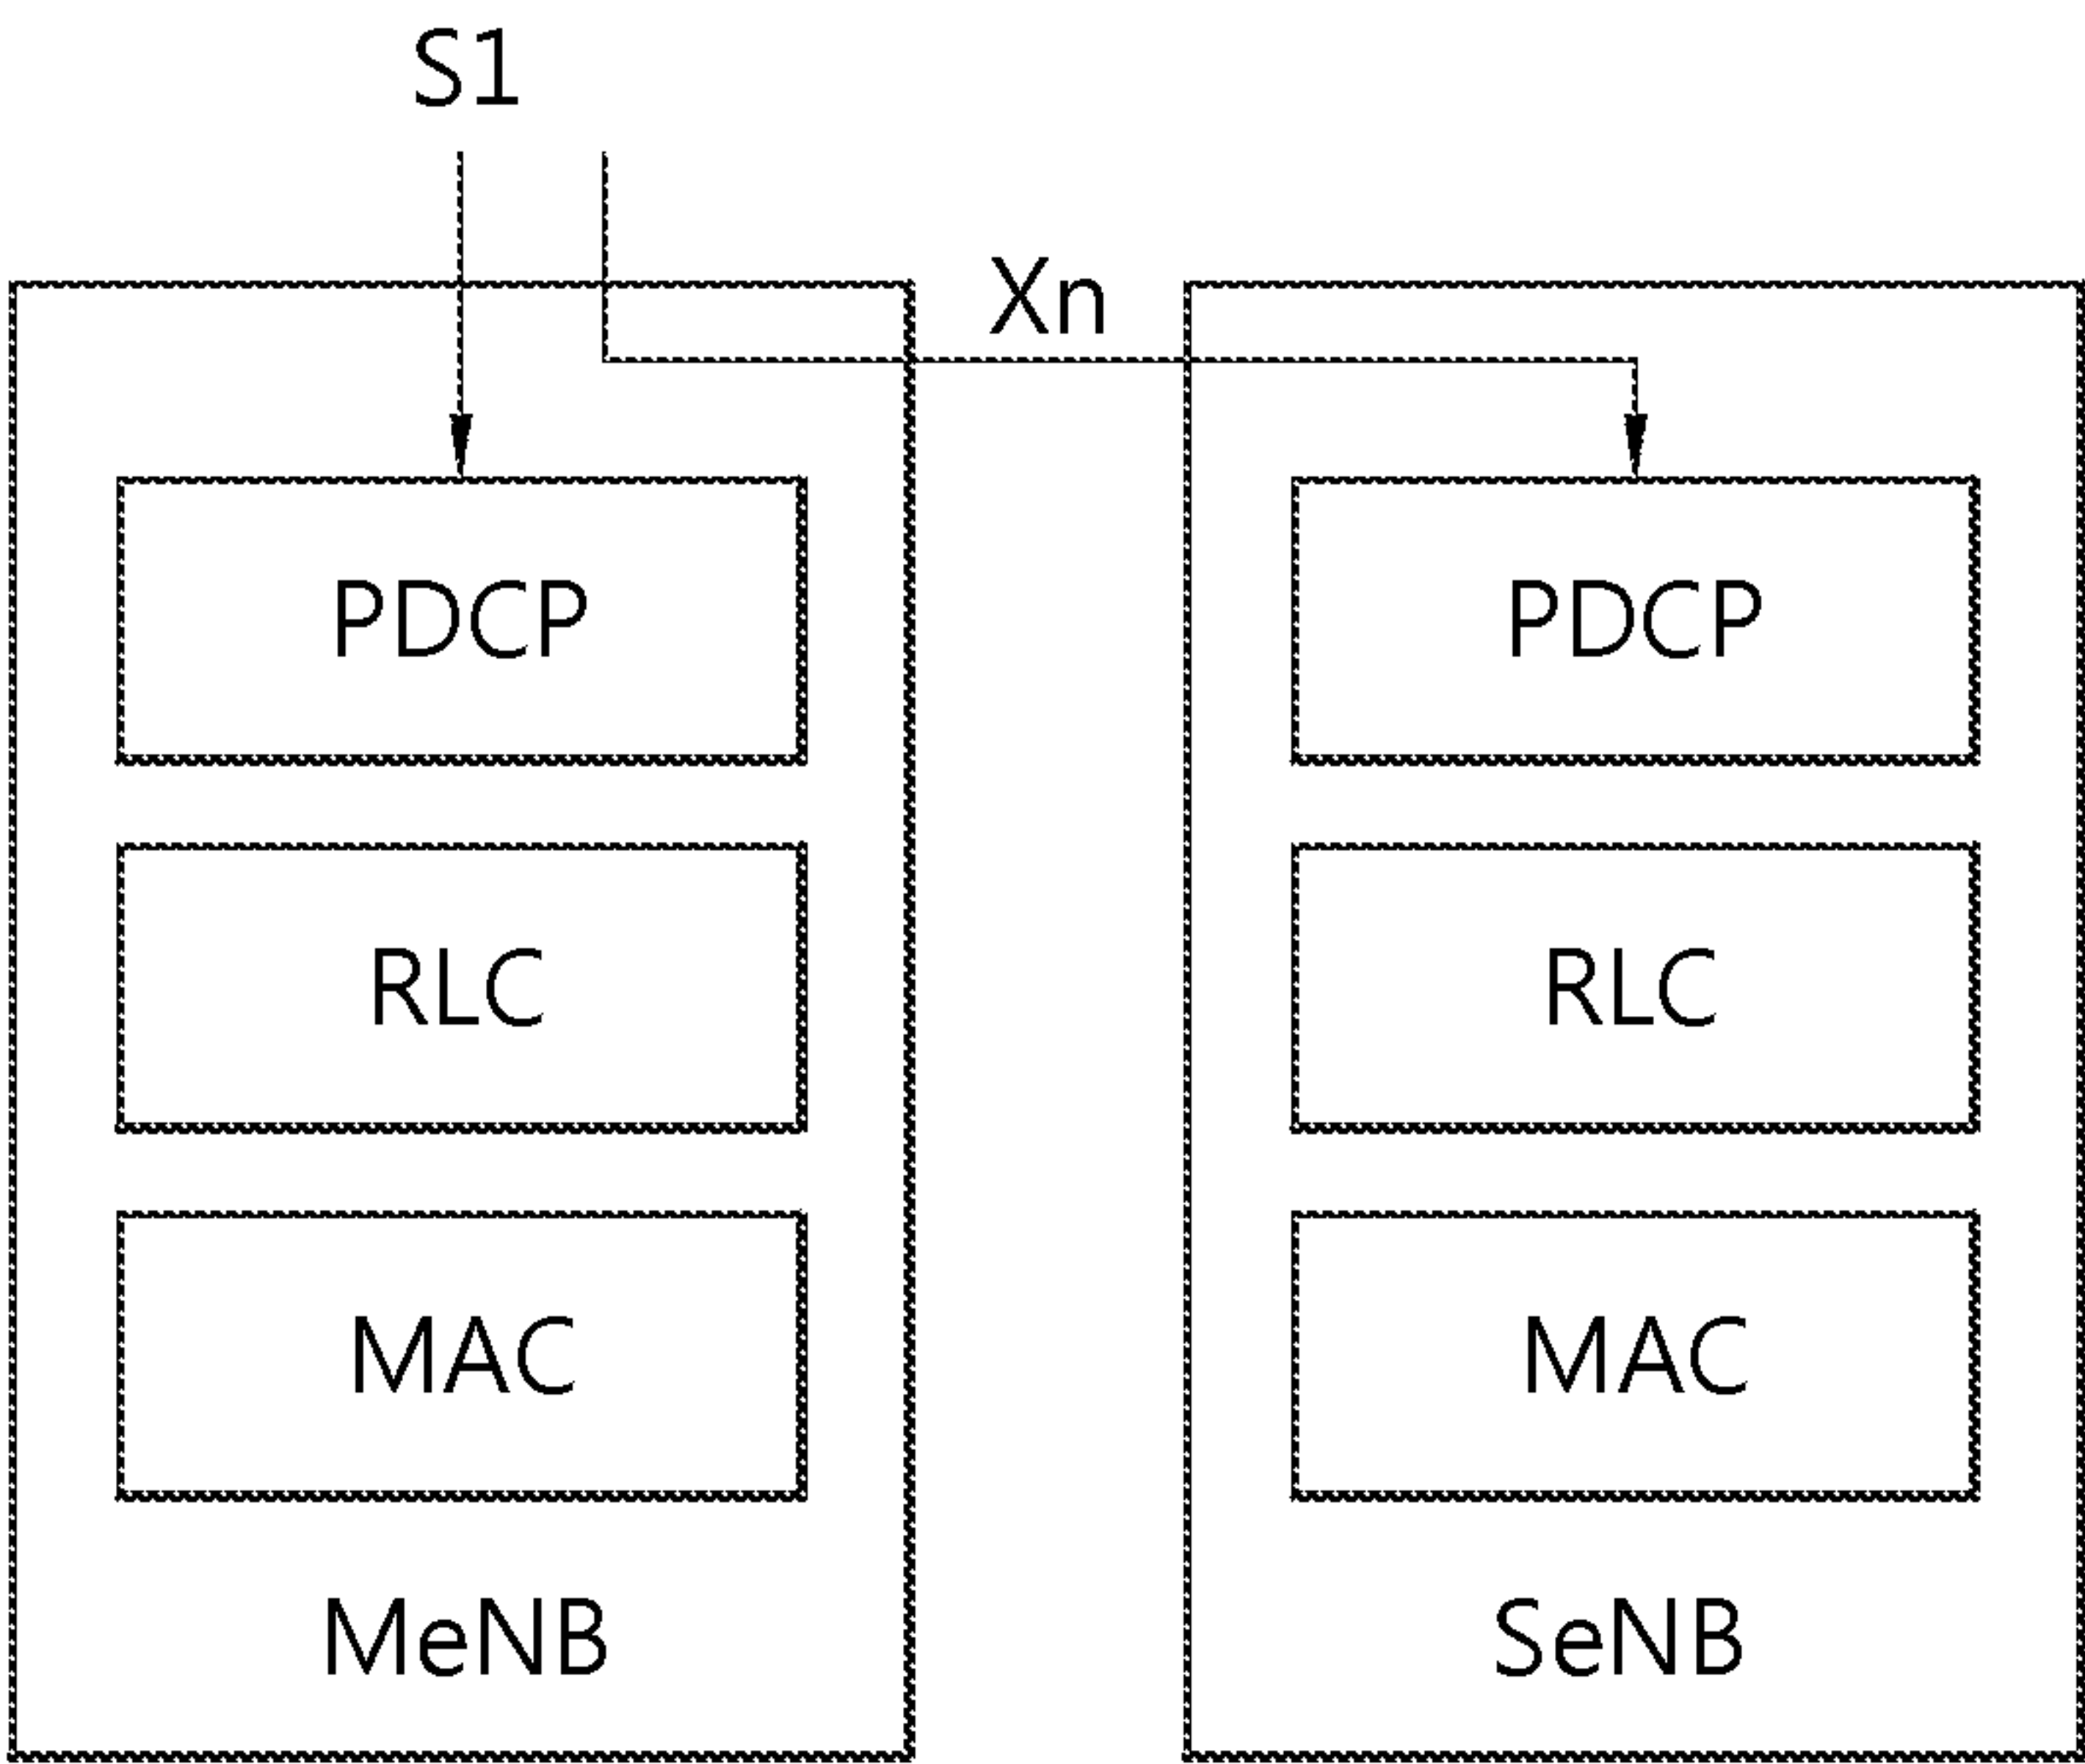 S1
Xn
PDCP
PDCP
RLC
RLC
MAC
MAC
MeNB
SeNB